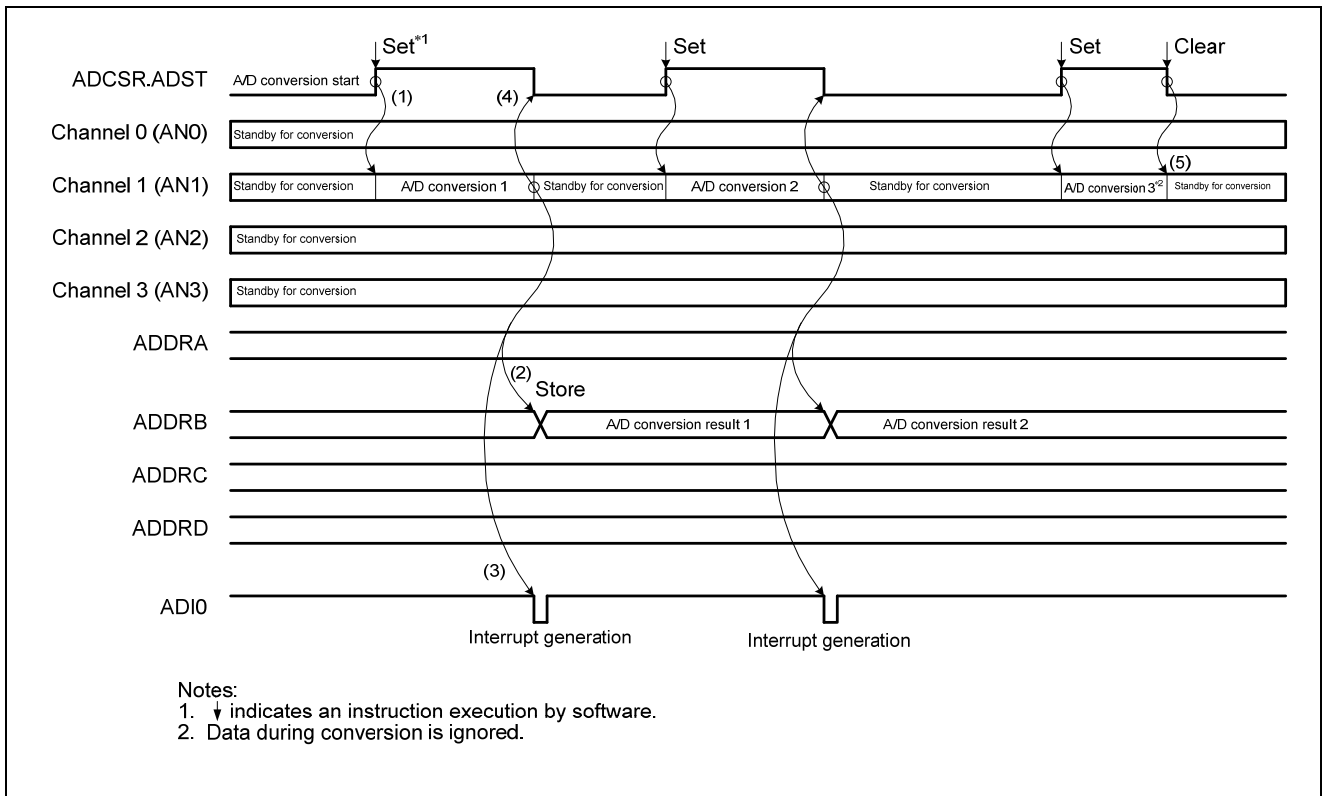 Set*1 Set Set Clear
ADCSR.ADST A/D conversion start (1) (4)
Channel 0 (AN0) Standby for conversion
(5)
Channel 1 (AN1) Standby for conversion A/D conversion 1 Standby for conversion A/D conversion 2 Standby for conversion A/D conversion 3*2 Standby for conversion
Channel 2 (AN2) Standby for conversion
Channel 3 (AN3) Standby for conversion
ADDRA
(2) Store
ADDRB A/D conversion result 1 A/D conversion result 2
ADDRC
ADDRD
(3)
ADI0
Interrupt generation Interrupt generation
Notes:
1. ↓ indicates an instruction execution by software.
2. Data during conversion is ignored.